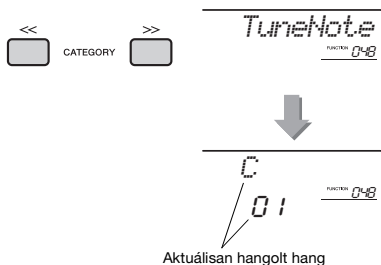 << CATEGORY >>
TuneNote
FUNCTION 048
C
01
FUNCTION 048
Aktuálisan hangolt hang